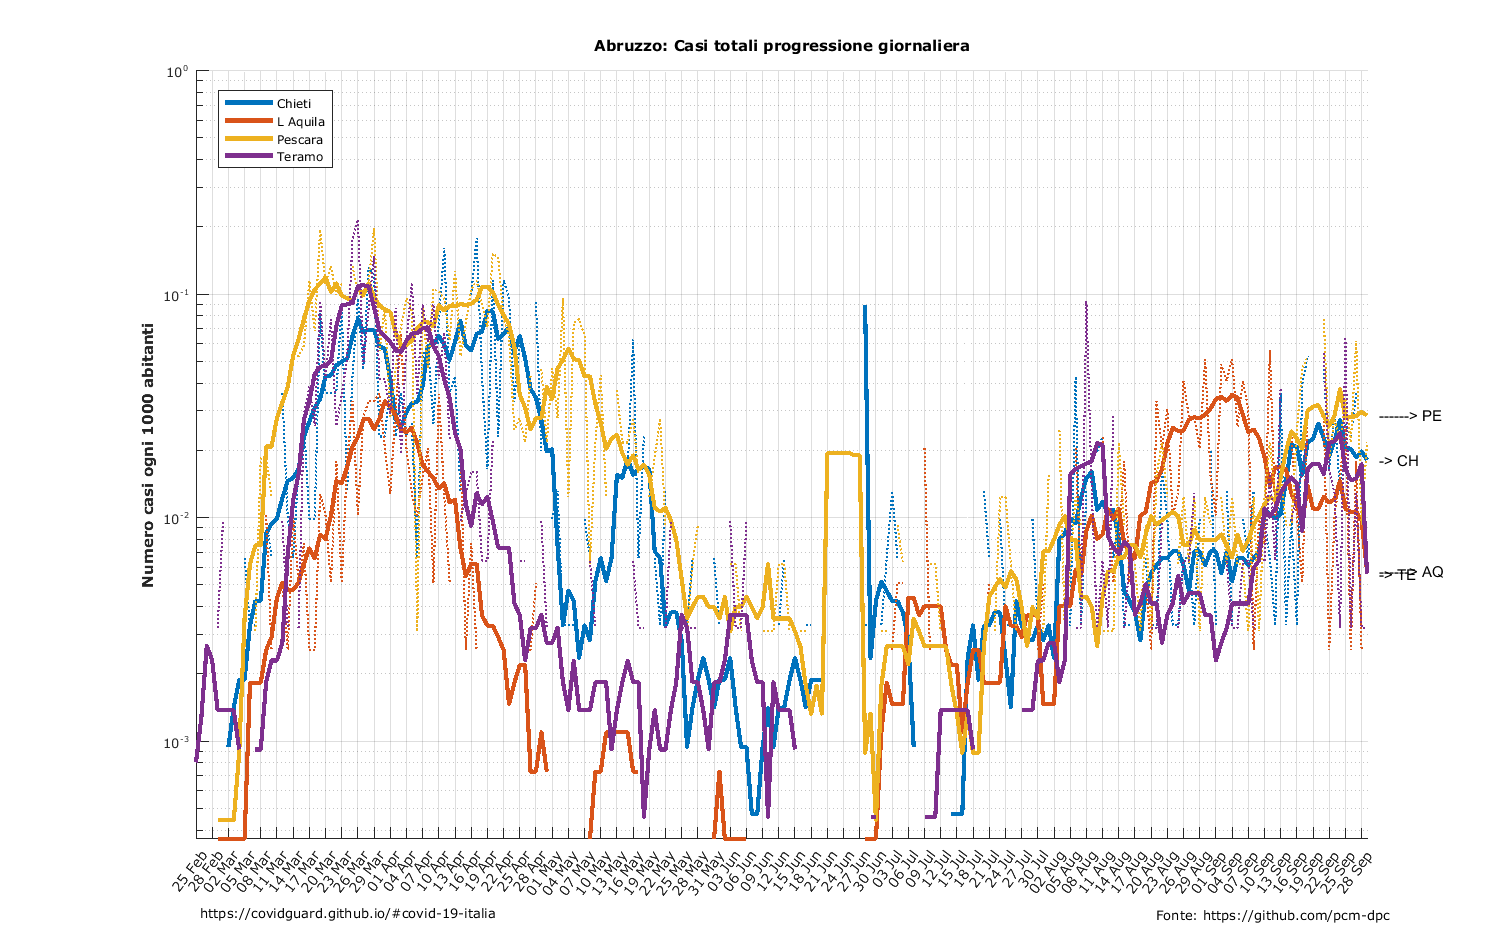 Abruzzo: Casi totali progressione giornaliera
10^0
10^-1
10^-2
10^-3
Numero casi ogni 1000 abitanti
Chieti
L Aquila
Pescara
Teramo
------> PE
-> CH
----> AQ
-> TE
25 Feb
28 Feb
02 Mar
05 Mar
08 Mar
11 Mar
14 Mar
17 Mar
20 Mar
23 Mar
26 Mar
29 Mar
01 Apr
04 Apr
07 Apr
10 Apr
13 Apr
16 Apr
19 Apr
22 Apr
25 Apr
28 Apr
01 May
04 May
07 May
10 May
13 May
16 May
19 May
22 May
25 May
28 May
31 May
03 Jun
06 Jun
09 Jun
12 Jun
15 Jun
18 Jun
21 Jun
24 Jun
27 Jun
30 Jun
03 Jul
06 Jul
09 Jul
12 Jul
15 Jul
18 Jul
21 Jul
24 Jul
27 Jul
30 Jul
02 Aug
05 Aug
08 Aug
11 Aug
14 Aug
17 Aug
20 Aug
23 Aug
26 Aug
29 Aug
01 Sep
04 Sep
07 Sep
10 Sep
13 Sep
16 Sep
19 Sep
22 Sep
25 Sep
28 Sep
https://covidguard.github.io/#covid-19-italia
Fonte: https://github.com/pcm-dpc